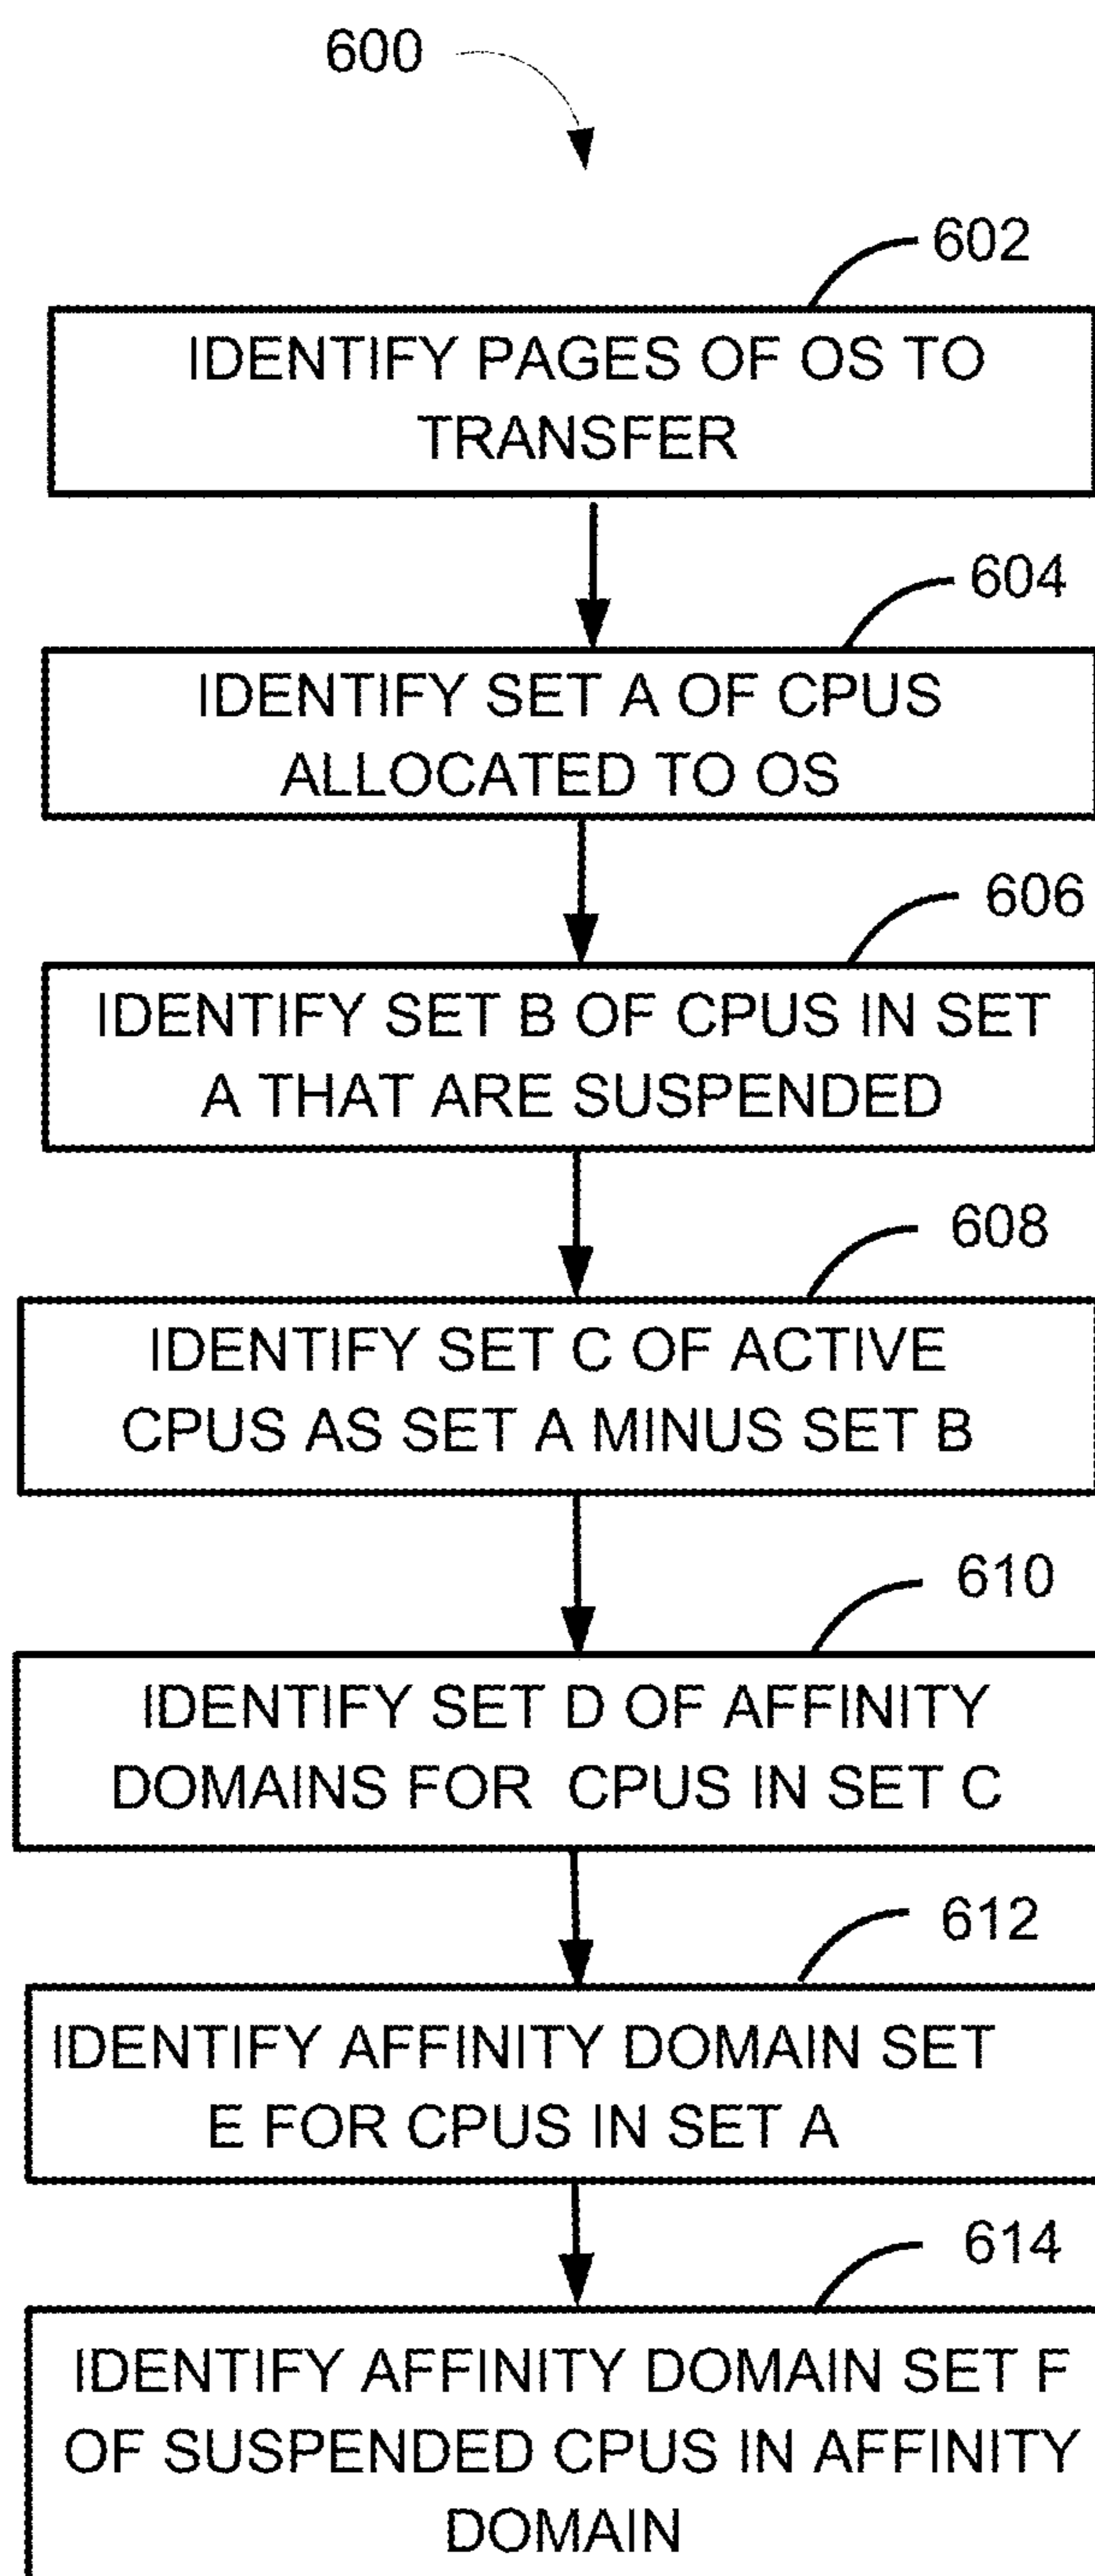 600
602
IDENTIFY PAGES OF OS TO
TRANSFER
604
IDENTIFY SET A OF CPUS
ALLOCATED TO OS
606
IDENTIFY SET B OF CPUS IN SET
A THAT ARE SUSPENDED
608
IDENTIFY SET C OF ACTIVE
CPUS AS SET A MINUS SET B
610
IDENTIFY SET D OF AFFINITY
DOMAINS FOR CPUS IN SET C
612
IDENTIFY AFFINITY DOMAIN SET
E FOR CPUS IN SET A
614
IDENTIFY AFFINITY DOMAIN SET F
OF SUSPENDED CPUS IN AFFINITY
DOMAIN